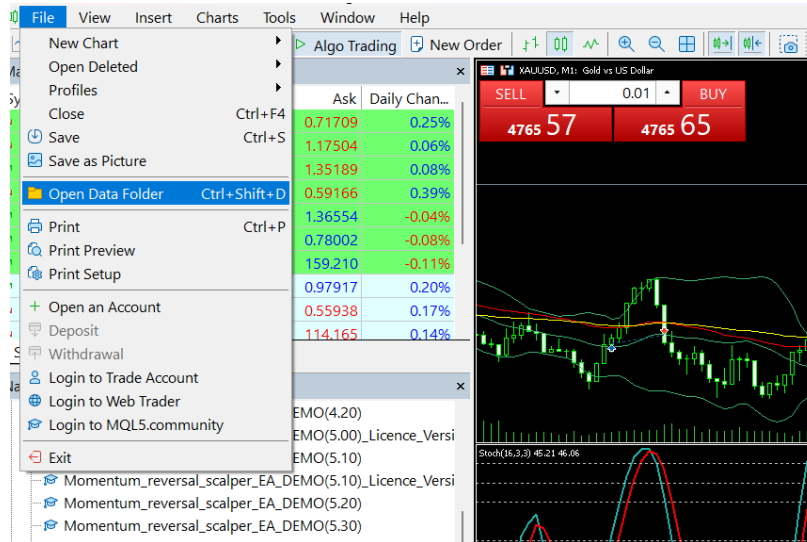 File View Insert Charts Tools Window Help
New Chart
Open Deleted
Profiles
Close Ctrl+F4
Save Ctrl+S
Save as Picture
Open Data Folder Ctrl+Shift+D
Print Ctrl+P
Print Preview
Print Setup
Open an Account
Deposit
Withdrawal
Login to Trade Account
Login to Web Trader
Login to MQL5.community
Exit
Algo Trading New Order
Ask Daily Chan...
0.71709 0.25%
1.17504 0.06%
1.35189 0.08%
0.59166 0.39%
1.36554 -0.04%
0.78002 -0.08%
159.210 -0.11%
0.97917 0.20%
0.55938 0.17%
114.165 0.14%
EMO(4.20)
EMO(5.00)_Licence_Versi
EMO(5.10)
Momentum_reversal_scalper_EA_DEMO(5.10)_Licence_Versi
Momentum_reversal_scalper_EA_DEMO(5.20)
Momentum_reversal_scalper_EA_DEMO(5.30)
XAUUSD, M1: Gold vs US Dollar
SELL 0.01 BUY
4765 57 4765 65
Stoch(16,3,3) 45.21 46.06